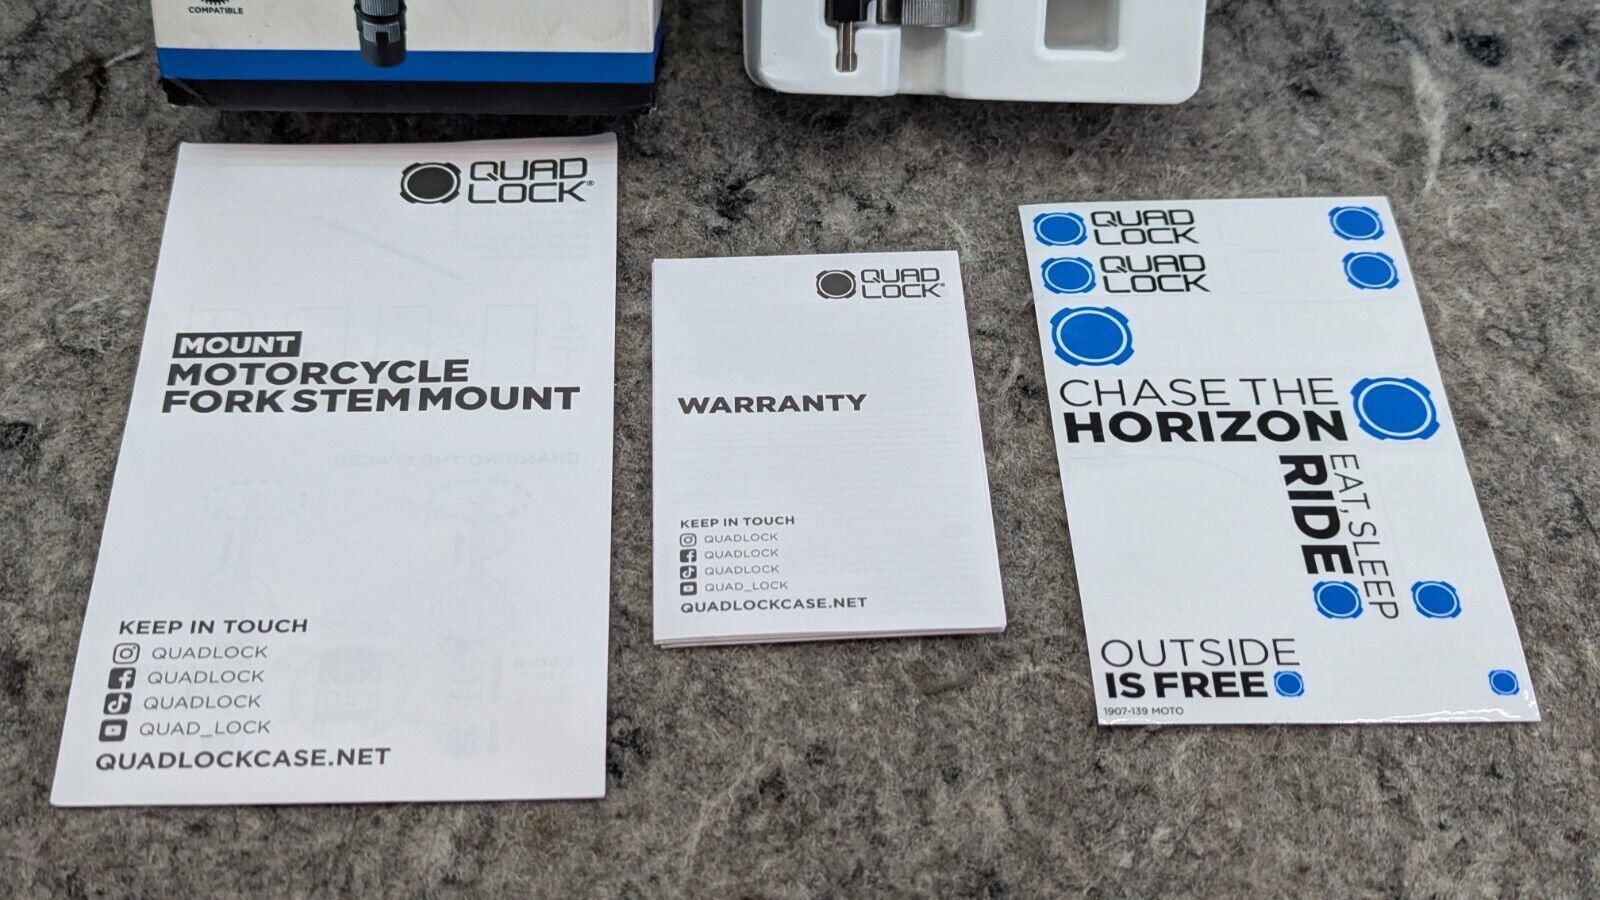 COMPATIBLE
QUAD
LOCK®
MOUNT
MOTORCYCLE
FORK STEM MOUNT
KEEP IN TOUCH
QUADLOCK
QUADLOCK
QUADLOCK
QUAD_LOCK
QUADLOCKCASE.NET
QUAD
LOCK®
WARRANTY
KEEP IN TOUCH
QUADLOCK
QUADLOCK
QUADLOCK
QUAD_LOCK
QUADLOCKCASE.NET
QUAD
LOCK
QUAD
LOCK
CHASE THE
HORIZON
EAT, SLEEP
RIDE
OUTSIDE
IS FREE
1907-139 MOTO